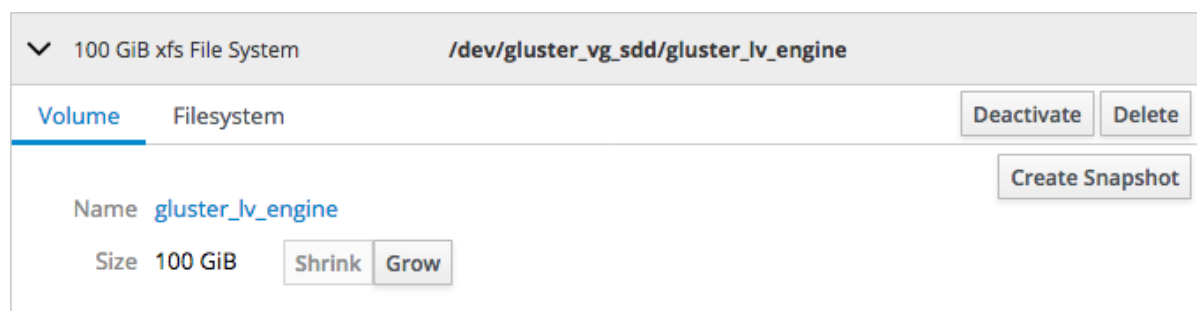 100 GiB xfs File System /dev/gluster_vg_sdd/gluster_lv_engine
Volume Filesystem Deactivate Delete
Create Snapshot
Name gluster_lv_engine
Size 100 GiB Shrink Grow